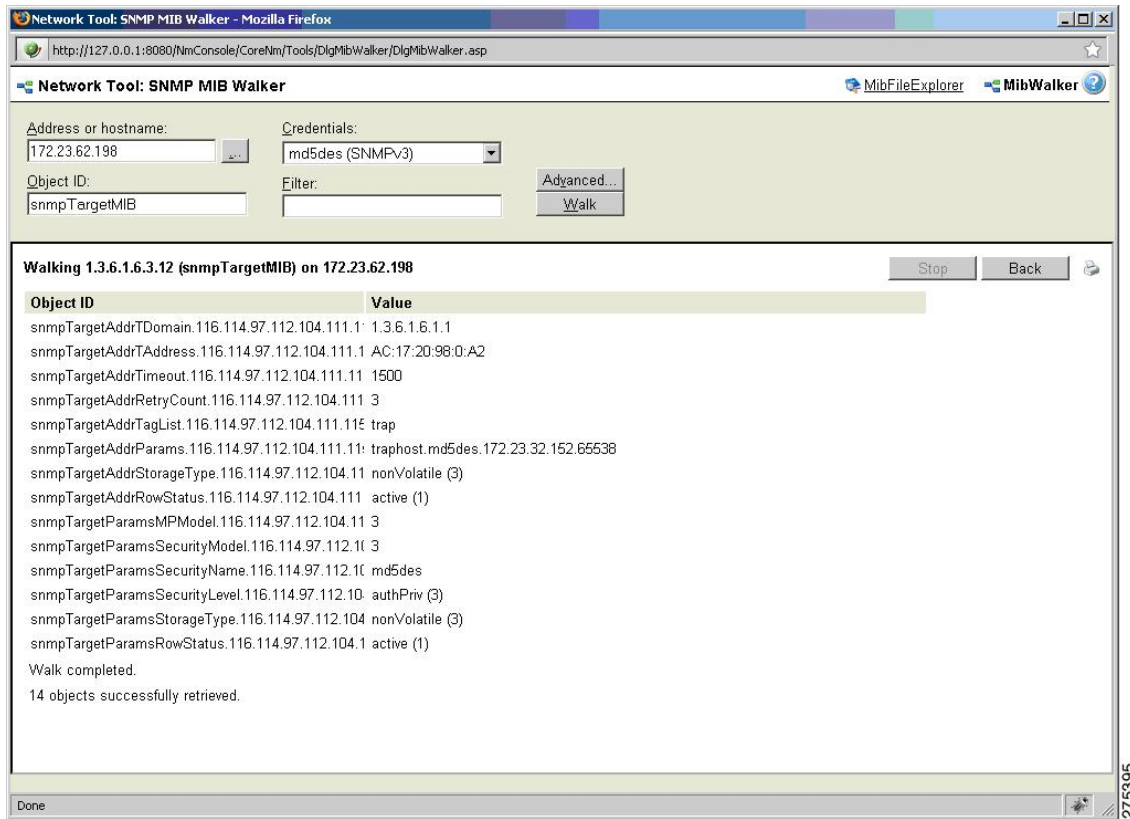 Network Tool: SNMP MIB Walker - Mozilla Firefox
http://127.0.0.1:8080/NmConsole/CoreNm/Tools/DlgMibWalker/DlgMibWalker.asp
Network Tool: SNMP MIB Walker MibFileExplorer MibWalker ?
Address or hostname: Credentials:
172.23.62.198 ... md5des (SNMPv3)
Object ID: Filter: Advanced...
snmpTargetMIB Walk
Walking 1.3.6.1.6.3.12 (snmpTargetMIB) on 172.23.62.198 Stop Back
Object ID Value
snmpTargetAddrTDomain.116.114.97.112.104.111.1 1.3.6.1.6.1.1
snmpTargetAddrTAddress.116.114.97.112.104.111.1 AC:17:20:98:0:A2
snmpTargetAddrTimeout.116.114.97.112.104.111.11 1500
snmpTargetAddrRetryCount.116.114.97.112.104.111 3
snmpTargetAddrTagList.116.114.97.112.104.111.115 trap
snmpTargetAddrParams.116.114.97.112.104.111.11 traphost.md5des.172.23.32.152.65538
snmpTargetAddrStorageType.116.114.97.112.104.11 nonVolatile (3)
snmpTargetAddrRowStatus.116.114.97.112.104.111 active (1)
snmpTargetParamsMPModel.116.114.97.112.104.11 3
snmpTargetParamsSecurityModel.116.114.97.112.1 3
snmpTargetParamsSecurityName.116.114.97.112.1 md5des
snmpTargetParamsSecurityLevel.116.114.97.112.10 authPriv (3)
snmpTargetParamsStorageType.116.114.97.112.104 nonVolatile (3)
snmpTargetParamsRowStatus.116.114.97.112.104.1 active (1)
Walk completed.
14 objects successfully retrieved.
Done
275395